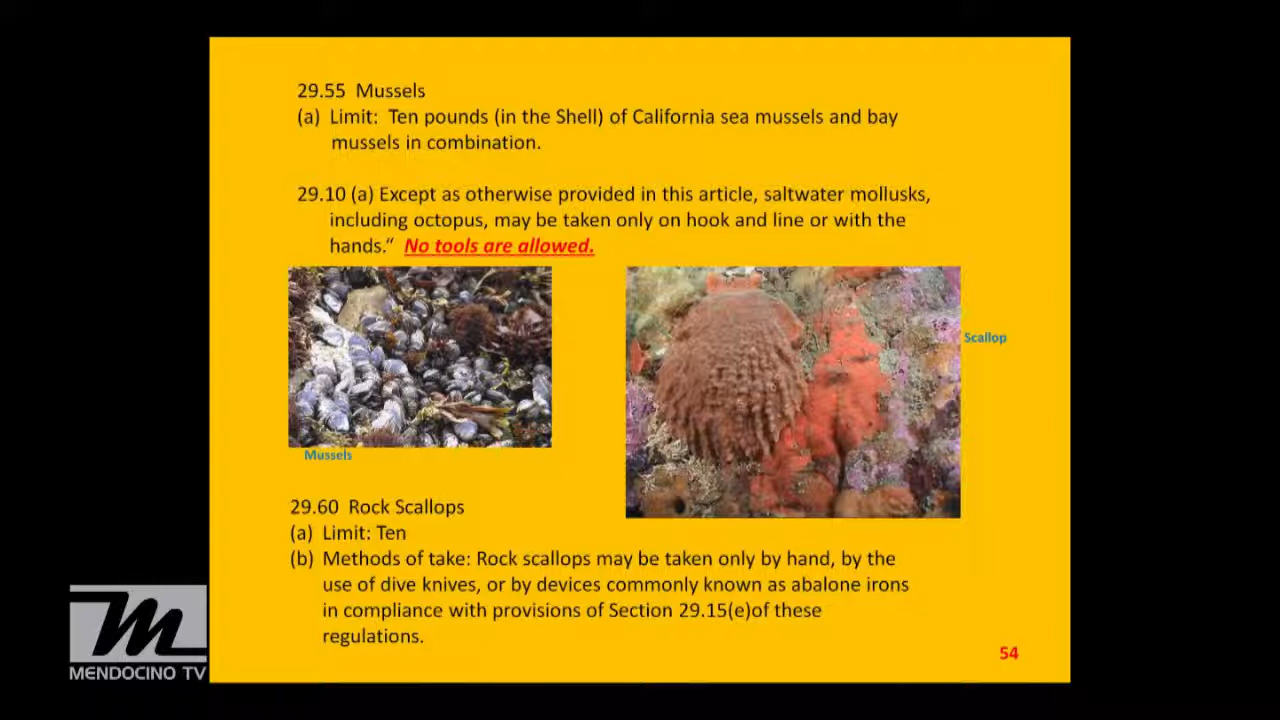 29.55 Mussels
(a) Limit: Ten pounds (in the Shell) of California sea mussels and bay
mussels in combination.
29.10 (a) Except as otherwise provided in this article, saltwater mollusks,
including octopus, may be taken only on hook and line or with the
hands.“ No tools are allowed.
Scallop
Mussels
29.60 Rock Scallops
(a) Limit: Ten
(b) Methods of take: Rock scallops may be taken only by hand, by the
use of dive knives, or by devices commonly known as abalone irons
in compliance with provisions of Section 29.15(e)of these
regulations.
54
M
MENDOCINO TV